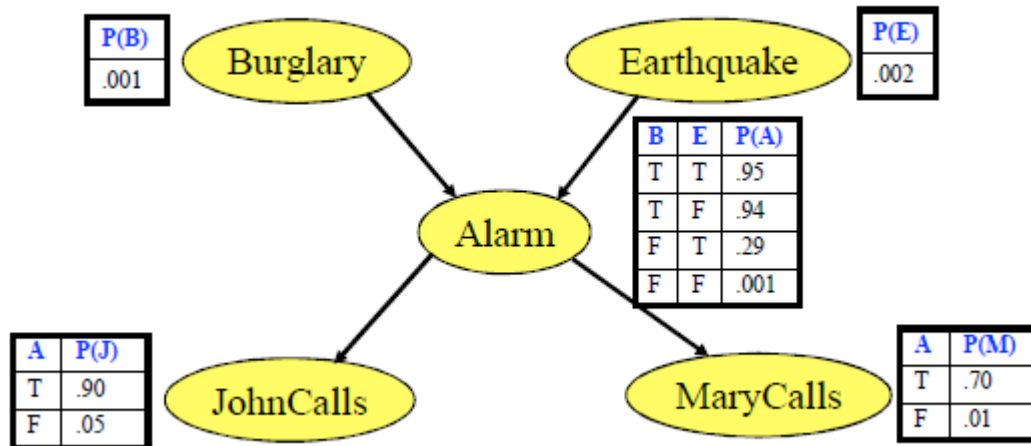 P(B)
.001
Burglary
Earthquake
P(E)
.002
B E P(A)
T T .95
T F .94
F T .29
F F .001
Alarm
A P(J)
T .90
F .05
JohnCalls
MaryCalls
A P(M)
T .70
F .01